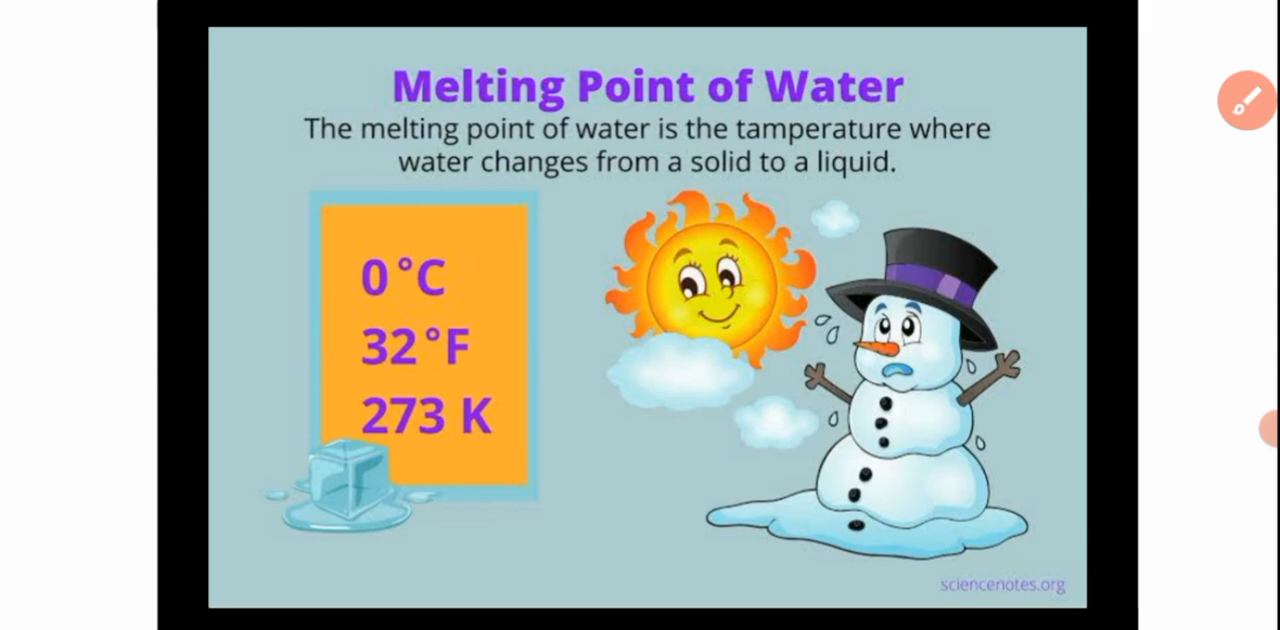 Melting Point of Water
The melting point of water is the tamperature where
water changes from a solid to a liquid.
0 °C
32 °F
273 K
sciencenotes.org